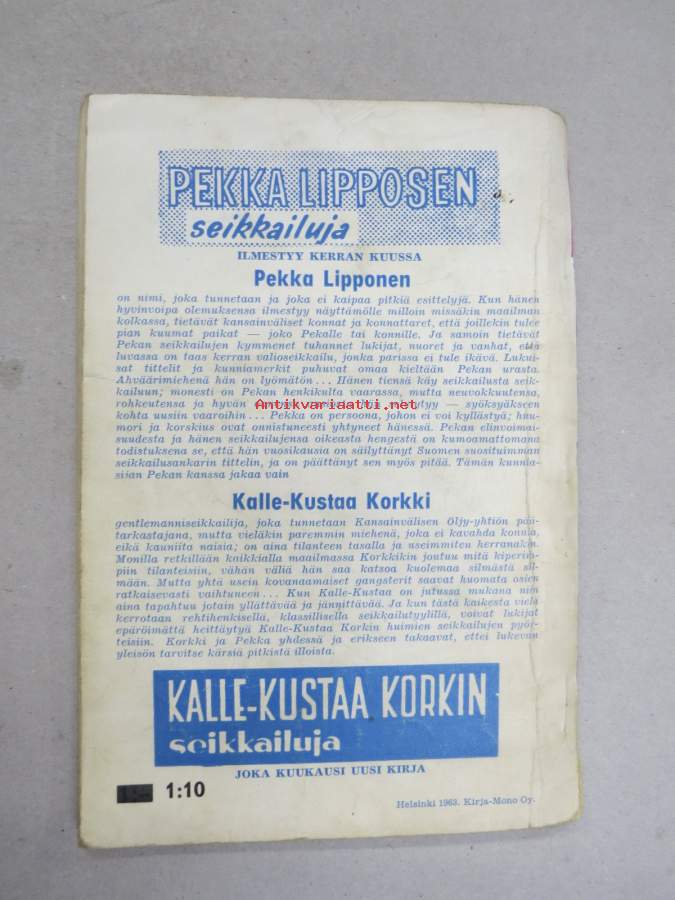 PEKKA LIPPOSEN
seikkailuja
ILMESTYY KERRAN KUUSSA
Pekka Lipponen
on nimi, joka tunnetaan ja joka ei kaipaa pitkiä esittelyjä. Kun hänen
hyvinvoipa olemuksensa ilmestyy näyttämölle milloin missäkin maailman
kolkassa, tietävät kansainväliset konnat ja konnattaret, että joillekin tulee
pian kuumat paikat — joko Pekalle tai konnille. Ja samoin tietävät
Pekan seikkailujen kymmenet tuhannet lukijat, nuoret ja vanhat, että
luvassa on taas kerran valioseikkailu, jonka parissa ei tule ikävä. Lukui-
sat tittelit ja kunniamerkit puhuvat omaa kieltään Pekan urasta.
Ahväärimiehenä hän on lyömätön ... Hänen tiensä käy seikkailusta seik-
kailuun; monesti on Pekan henkikulta vaarassa, mutta neuvokkuutensa,
rohkeutensa ja hyvän — syöksyäkseen
Antikvariaatti.net
kohta uusiin vaaroihin ... Pekka on persoona, johon ei voi kyllästyä; huu-
mori ja korskius ovat onnistuneesti yhtyneet hänessä. Pekan elinvoimai-
suudesta ja hänen seikkailujensa oikeasta hengestä on kumoamattomana
todistuksena se, että hän vuosikausia on säilyttänyt Suomen suosituimman
seikkailusankarin tittelin, ja on päättänyt sen myös pitää. Tämän kunnia-
sijan Pekan kanssa jakaa vain
Kalle-Kustaa Korkki
gentlemanniseikkailija, joka tunnetaan Kansainvälisen Öljy-yhtiön pää-
tarkastajana, mutta vieläkin paremmin miehenä, joka ei kavahda konnia,
eikä kauniita naisia; on aina tilanteen tasalla ja useimmiten herranakin.
Monilla retkillään kaikkialla maailmassa Korkkikin joutuu mitä kiperim-
piin tilanteisiin, vähän väliä hän saa katsoa kuolemaa silmästä sil-
mään. Mutta yhtä usein kovanaamaiset gangsterit saavat huomata osien
ratkaisevasti vaihtuneen ... Kun Kalle-Kustaa on jutussa mukana niin
aina tapahtuu jotain yllättävää ja jännittävää. Ja kun tästä kaikesta vielä
kerrotaan rehtihenkisellä, klassillisella seikkailutyylillä, voivat lukijat
epäröimättä heittäytyä Kalle-Kustaa Korkin huimien seikkailujen pyör-
teisiin. Korkki ja Pekka yhdessä ja erikseen takaavat, ettei lukevan
yleisön tarvitse kärsiä pitkistä illoista.
KALLE-KUSTAA KORKIN
seikkailuja
JOKA KUUKAUSI UUSI KIRJA
1:10
Helsinki 1963. Kirja-Mono Oy.